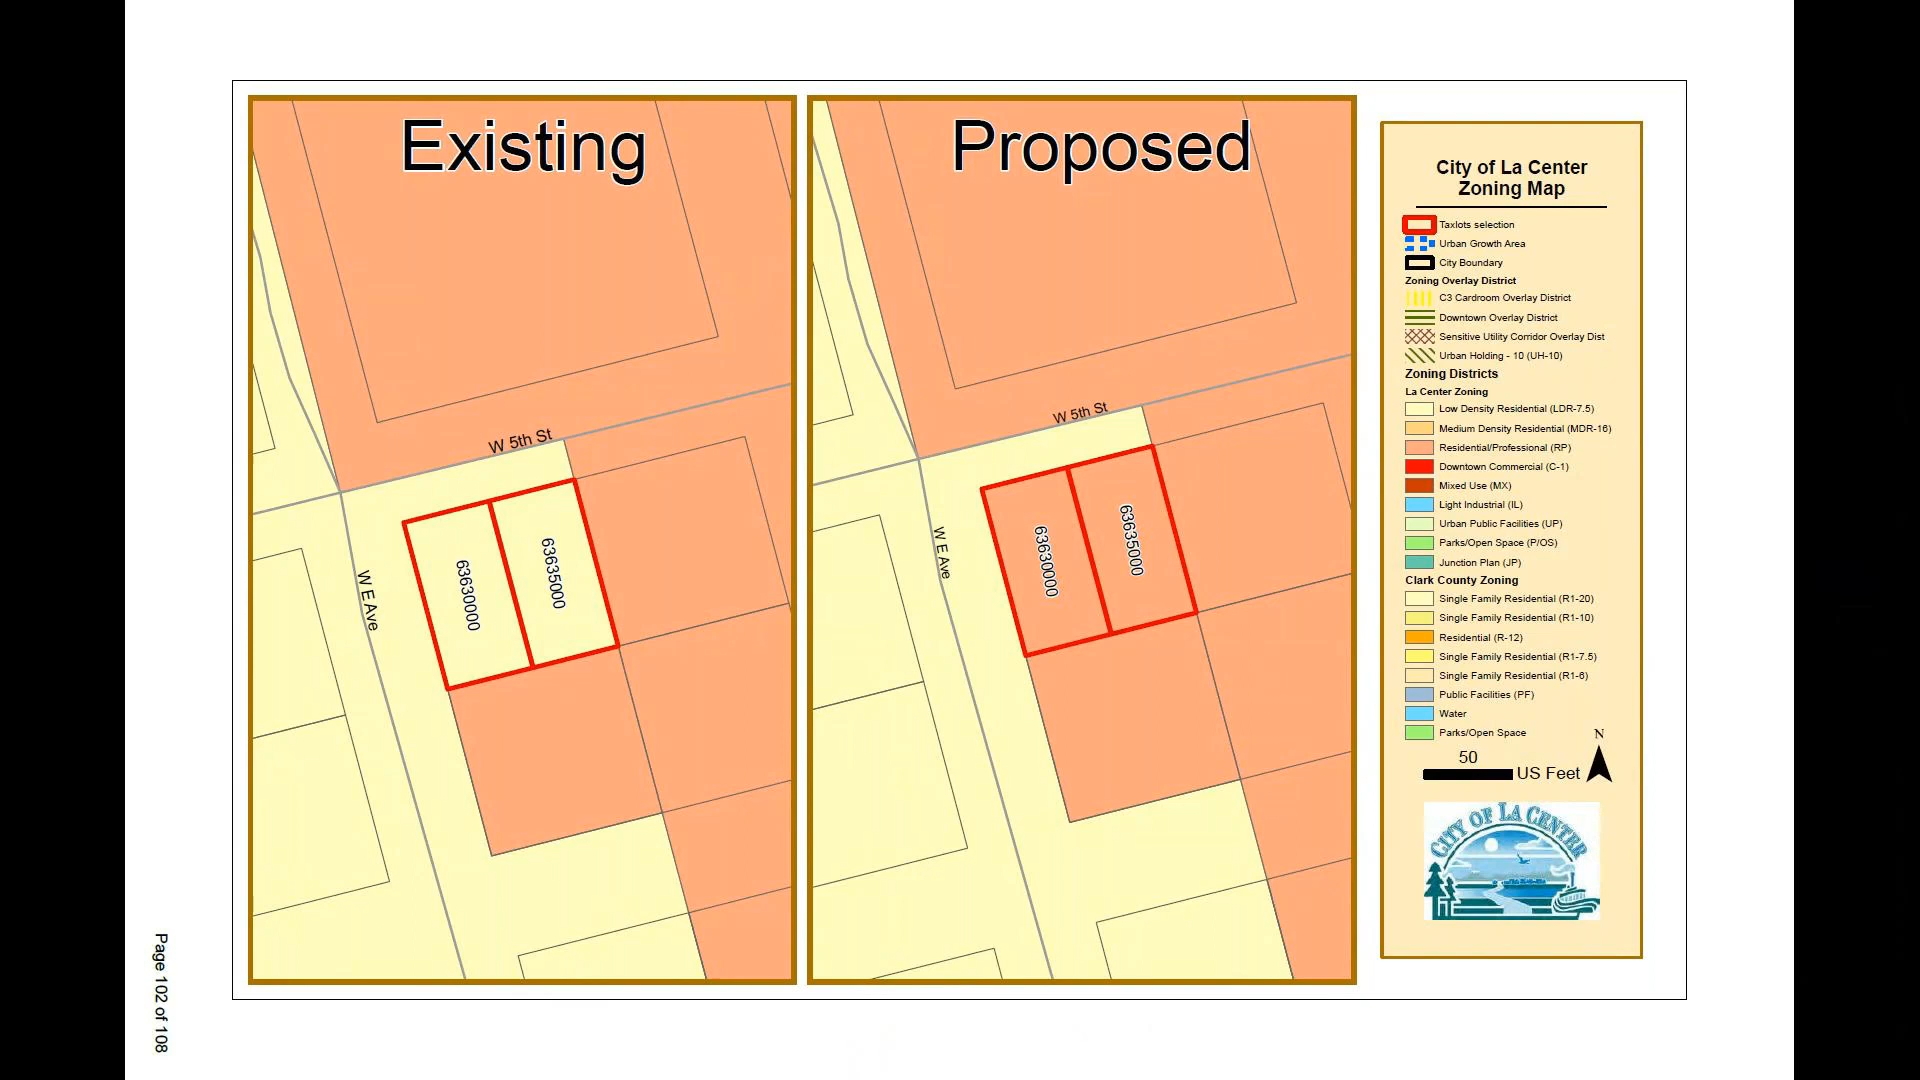 Existing
W 5th St
W E Ave
63630000
63635000
Proposed
W 5th St
W E Ave
63630000
63635000
City of La Center
Zoning Map
Taxlots selection
Urban Growth Area
City Boundary
Zoning Overlay District
C3 Cardroom Overlay District
Downtown Overlay District
Sensitive Utility Corridor Overlay Dist
Urban Holding - 10 (UH-10)
Zoning Districts
La Center Zoning
Low Density Residential (LDR-7.5)
Medium Density Residential (MDR-16)
Residential/Professional (RP)
Downtown Commercial (C-1)
Mixed Use (MX)
Light Industrial (IL)
Urban Public Facilities (UP)
Parks/Open Space (P/OS)
Junction Plan (JP)
Clark County Zoning
Single Family Residential (R1-20)
Single Family Residential (R1-10)
Residential (R-12)
Single Family Residential (R1-7.5)
Single Family Residential (R1-6)
Public Facilities (PF)
Water
Parks/Open Space
N
50
US Feet
CITY OF LA CENTER
Page 102 of 108